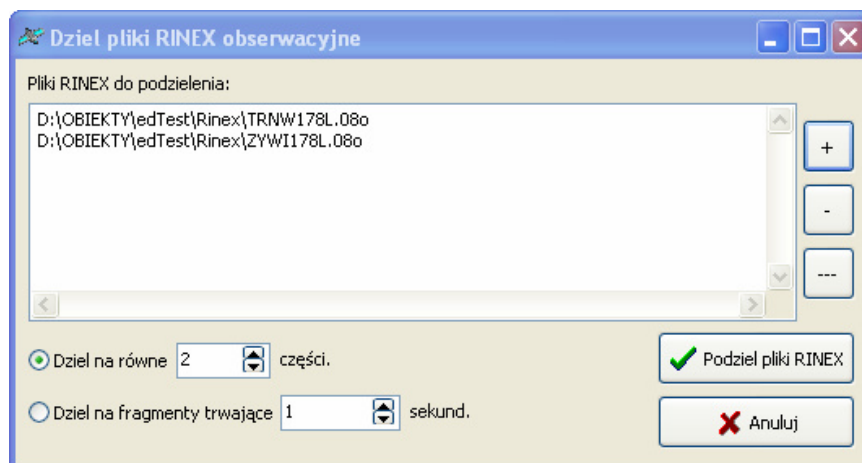 Dziel pliki RINEX obserwacyjne
Pliki RINEX do podzielenia:
D:\OBIEKTY\edTest\Rinex\TRNW178L.08o
D:\OBIEKTY\edTest\Rinex\ZYWI178L.08o
+
-
---
Dziel na równe 2 części.
Podziel pliki RINEX
Dziel na fragmenty trwające 1 sekund.
Anuluj